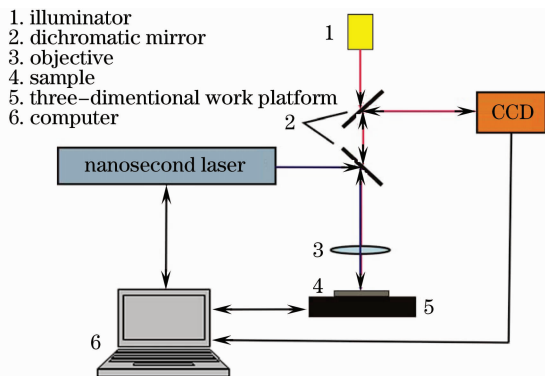 1. illuminator
2. dichromatic mirror
3. objective
4. sample
5. three-dimentional work platform
6. computer
1
2
CCD
nanosecond laser
3
4
5
6